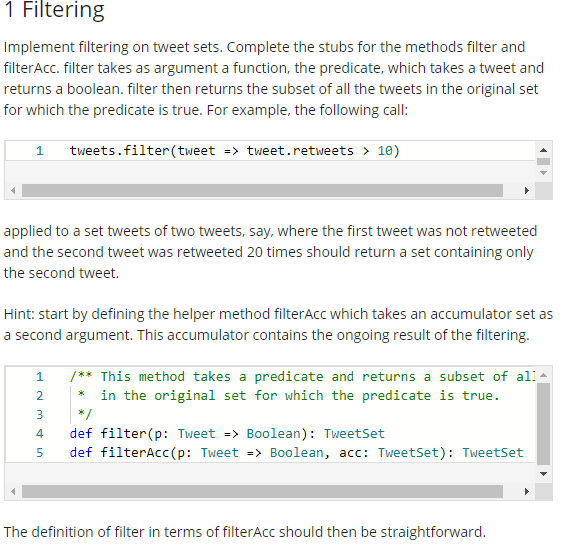 1 Filtering
Implement filtering on tweet sets. Complete the stubs for the methods filter and
filterAcc. filter takes as argument a function, the predicate, which takes a tweet and
returns a boolean. filter then returns the subset of all the tweets in the original set
for which the predicate is true. For example, the following call:
1 tweets.filter(tweet => tweet.retweets > 10)
applied to a set tweets of two tweets, say, where the first tweet was not retweeted
and the second tweet was retweeted 20 times should return a set containing only
the second tweet.
Hint: start by defining the helper method filterAcc which takes an accumulator set as
a second argument. This accumulator contains the ongoing result of the filtering.
1 /** This method takes a predicate and returns a subset of all
2 * in the original set for which the predicate is true.
3 */
4 def filter(p: Tweet => Boolean): TweetSet
5 def filterAcc(p: Tweet => Boolean, acc: TweetSet): TweetSet
The definition of filter in terms of filterAcc should then be straightforward.